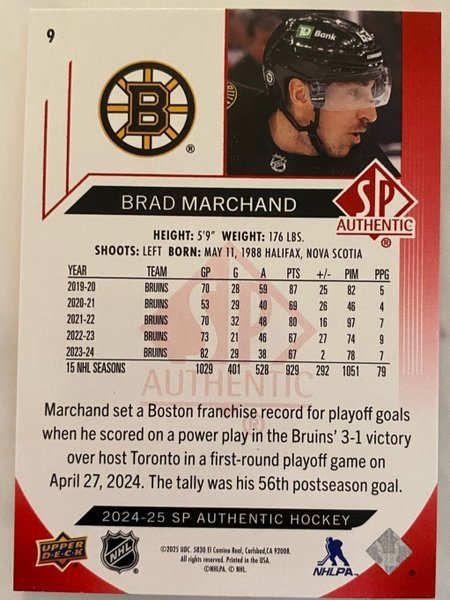 9
TD Bank
B
®
SP
AUTHENTIC
®
BRAD MARCHAND
HEIGHT: 5'9" WEIGHT: 176 LBS.
SHOOTS: LEFT BORN: MAY 11, 1988 HALIFAX, NOVA SCOTIA
YEAR TEAM GP G A PTS +/- PIM PPG
2019-20 BRUINS 70 28 59 87 25 82 5
2020-21 BRUINS 53 29 40 69 26 46 4
2021-22 BRUINS 70 32 48 80 16 97 7
2022-23 BRUINS 73 21 46 67 27 74 9
2023-24 BRUINS 82 29 38 67 2 78 7
15 NHL SEASONS 1029 401 528 929 292 1051 79
SP
AUTHENTIC
®
Marchand set a Boston franchise record for playoff goals
when he scored on a power play in the Bruins' 3-1 victory
over host Toronto in a first-round playoff game on
April 27, 2024. The tally was his 56th postseason goal.
2024-25 SP AUTHENTIC HOCKEY
UPPER
DECK
NHL
©2025 UDC. 5830 El Camino Real, Carlsbad, CA 92008.
All rights reserved. Printed in the USA.
©NHLPA. © NHL.
NHLPA
®